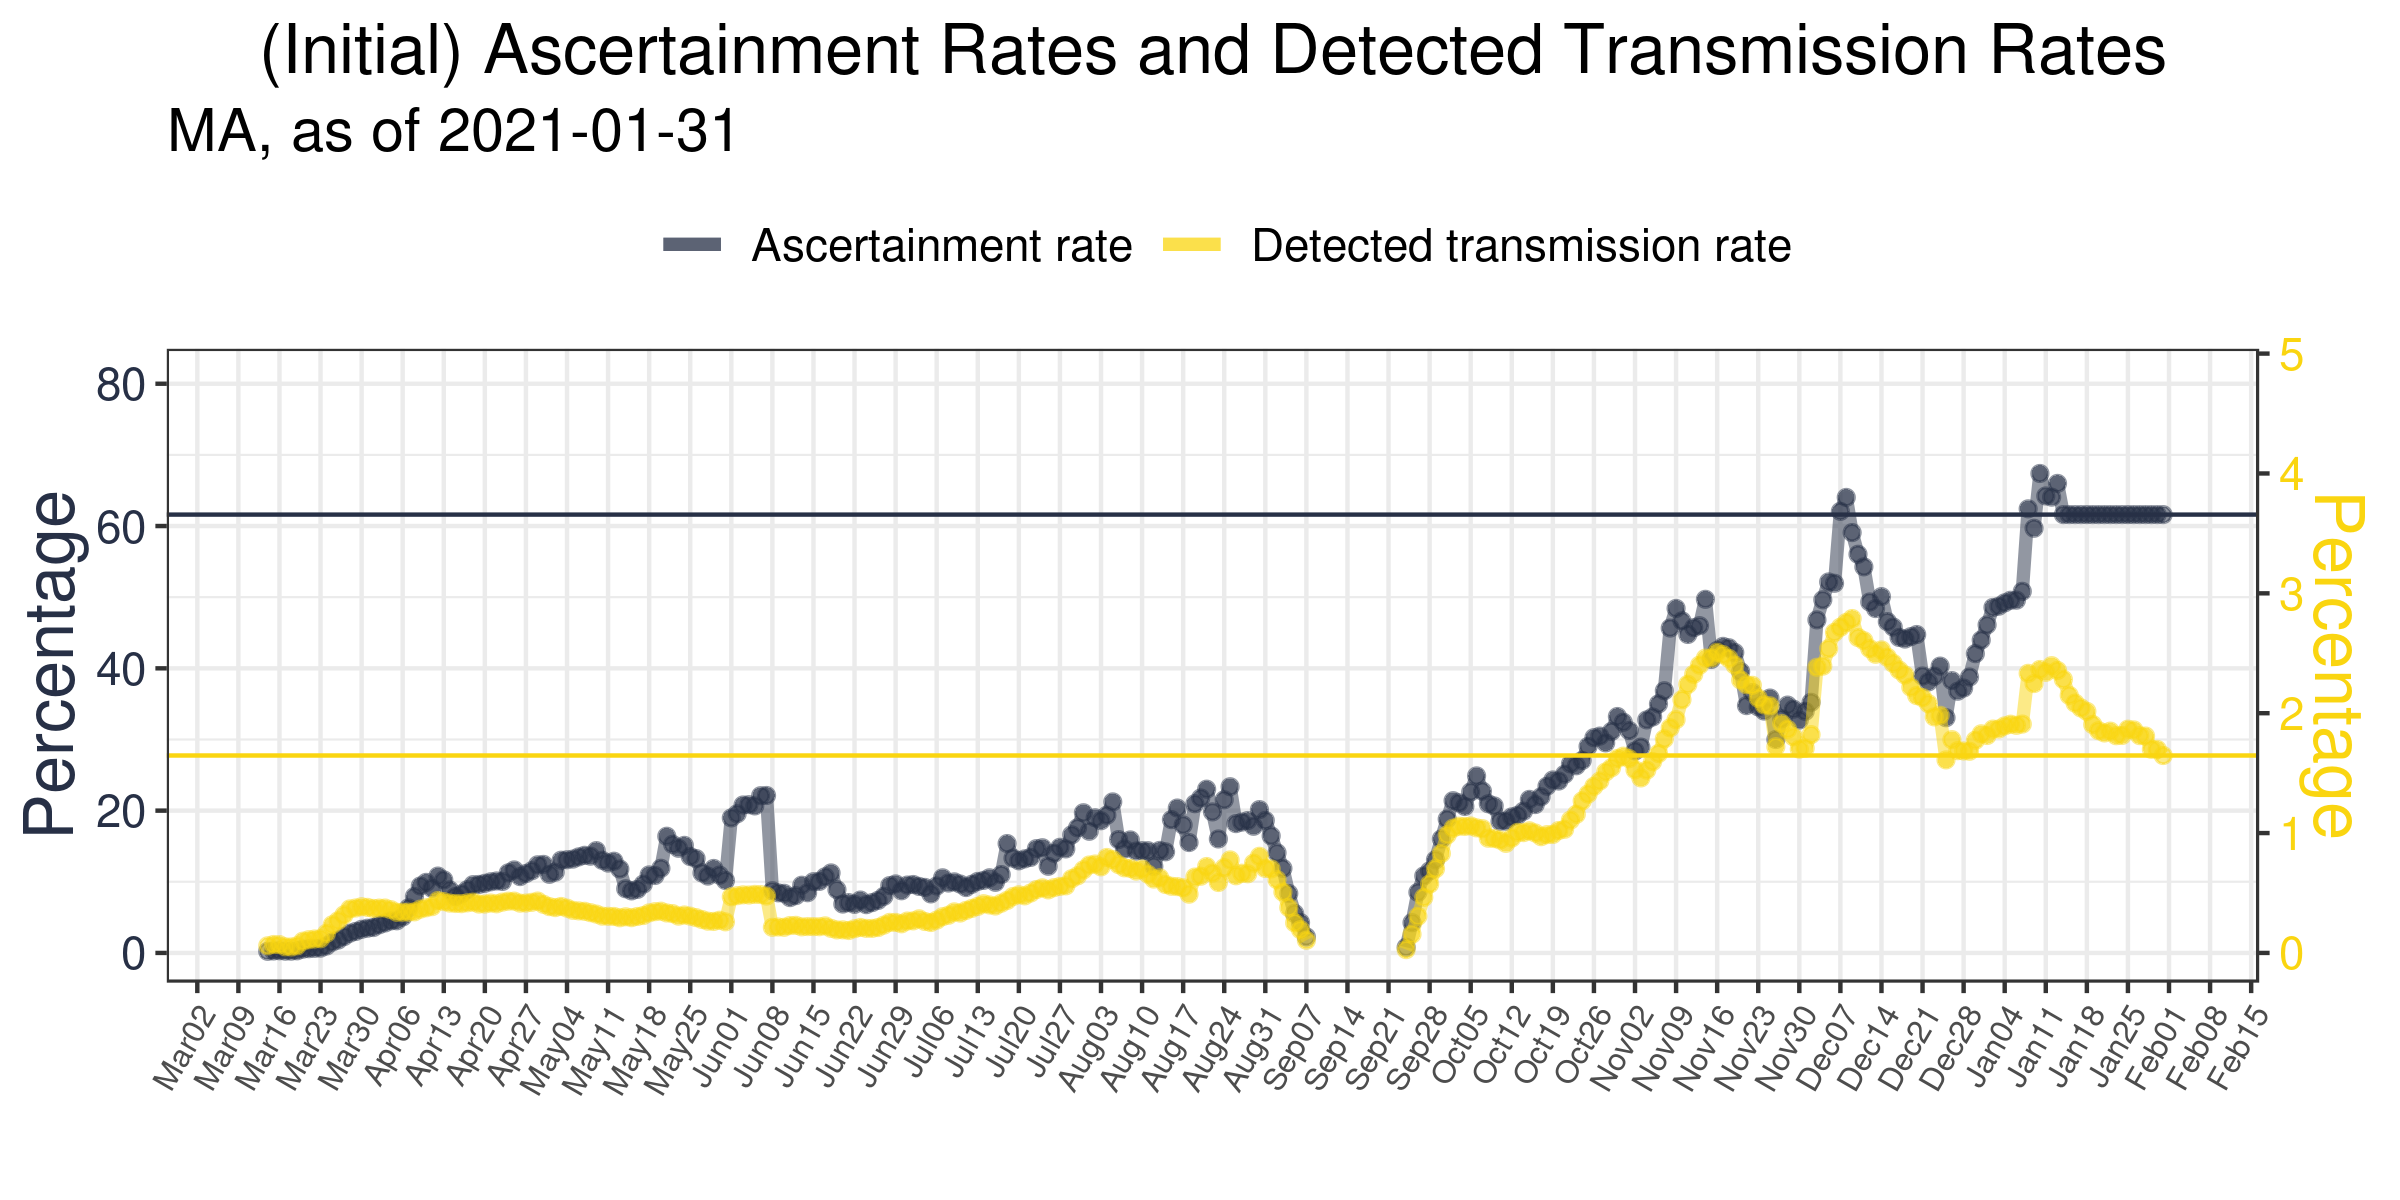 (Initial) Ascertainment Rates and Detected Transmission Rates
MA, as of 2021-01-31
Ascertainment rate
Detected transmission rate
Percentage
80
60
40
20
0
5
4
3
2
1
0
Percentage
Mar02
Mar09
Mar16
Mar23
Mar30
Apr06
Apr13
Apr20
Apr27
May04
May11
May18
May25
Jun01
Jun08
Jun15
Jun22
Jun29
Jul06
Jul13
Jul20
Jul27
Aug03
Aug10
Aug17
Aug24
Aug31
Sep07
Sep14
Sep21
Sep28
Oct05
Oct12
Oct19
Oct26
Nov02
Nov09
Nov16
Nov23
Nov30
Dec07
Dec14
Dec21
Dec28
Jan04
Jan11
Jan18
Jan25
Feb01
Feb08
Feb15